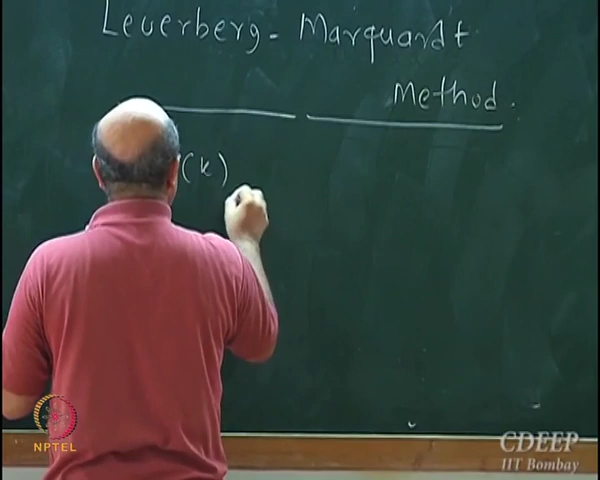 Leverberg - Marquardt
Method.
(k)
NPTEL
CDEEP
IIT Bombay